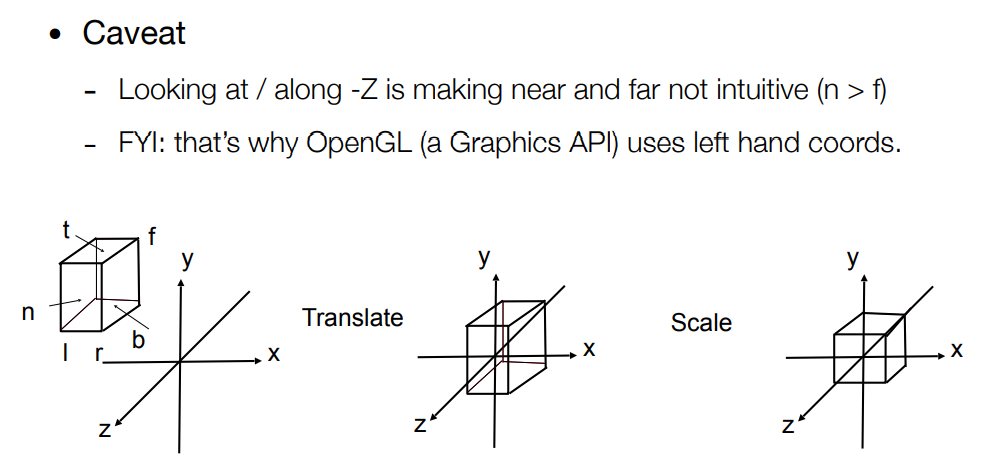 • Caveat
- Looking at / along -Z is making near and far not intuitive (n > f)
- FYI: that's why OpenGL (a Graphics API) uses left hand coords.
t
f
n
l
r
b
y
x
z
Translate
y
x
z
Scale
y
x
z